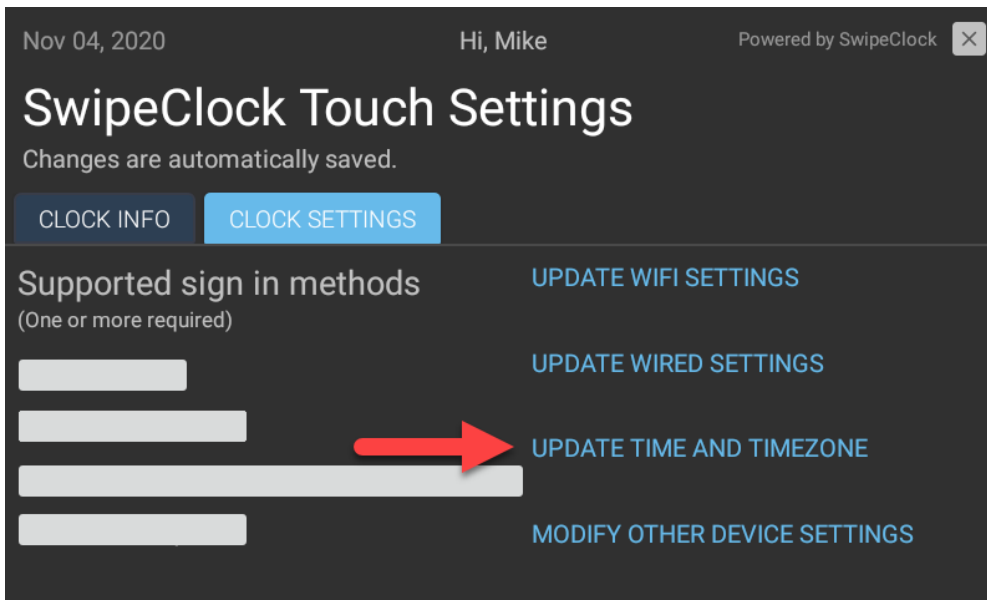 Nov 04, 2020 Hi, Mike Powered by SwipeClock
SwipeClock Touch Settings
Changes are automatically saved.
CLOCK INFO CLOCK SETTINGS
Supported sign in methods
(One or more required)
UPDATE WIFI SETTINGS
UPDATE WIRED SETTINGS
UPDATE TIME AND TIMEZONE
MODIFY OTHER DEVICE SETTINGS